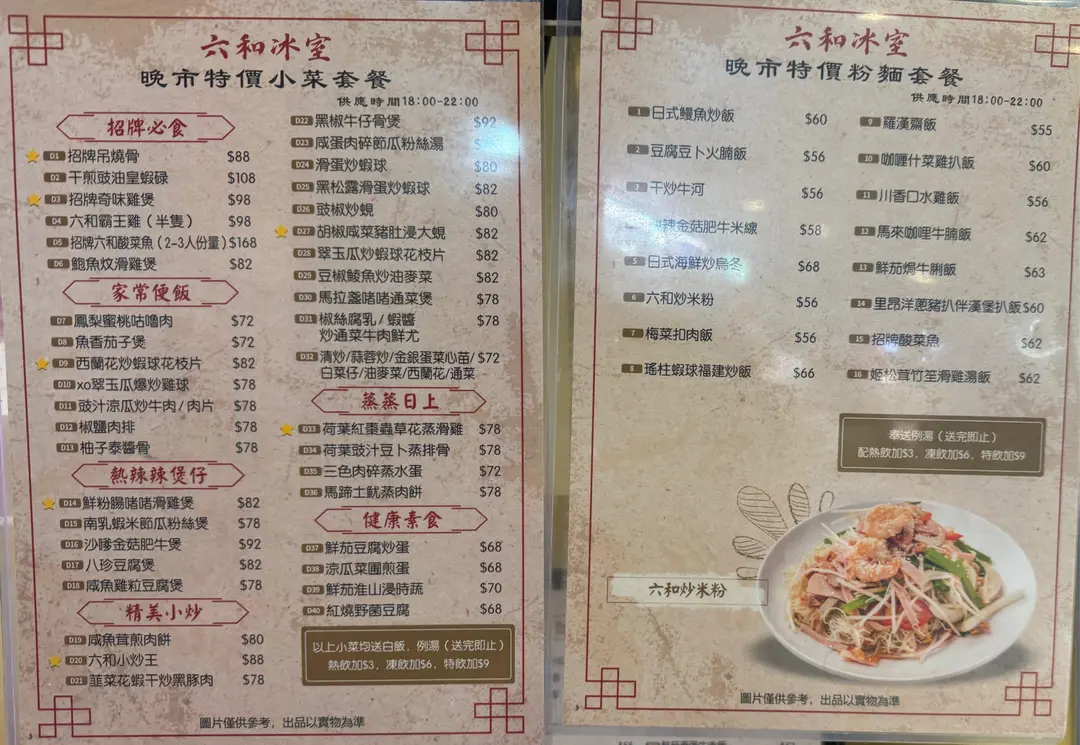 六和冰室
晚市特價小菜套餐
供應時間18:00-22:00
招牌必食
D1 招牌吊燒骨 $88
D2 干煎豉油皇蝦碌 $108
D3 招牌奇味雞煲 $98
D4 六和霸王雞（半隻） $98
D5 招牌六和酸菜魚（2-3人份量） $168
D6 鮑魚炆滑雞煲 $82
家常便飯
D7 鳳梨蜜桃咕嚕肉 $72
D8 魚香茄子煲 $72
D9 西蘭花炒蝦球花枝片 $82
D10 xo翠玉瓜爆炒雞球 $78
D11 豉汁涼瓜炒牛肉/肉片 $78
D12 椒鹽肉排 $78
D13 柚子泰醬骨 $78
熱辣辣煲仔
D14 鮮粉腸啫啫滑雞煲 $82
D15 南乳蝦米節瓜粉絲煲 $78
D16 沙嗲金菇肥牛煲 $92
D17 八珍豆腐煲 $82
D18 咸魚雞粒豆腐煲 $78
精美小炒
D19 咸魚茸煎肉餅 $80
D20 六和小炒王 $88
D21 韮菜花蝦干炒黑豚肉 $78
D22 黑椒牛仔骨煲 $92
D23 咸蛋肉碎節瓜粉絲湯
D24 滑蛋炒蝦球 $80
D25 黑松露滑蛋炒蝦球 $82
D26 豉椒炒蜆 $80
D27 胡椒咸菜豬肚浸大蜆 $82
D28 翠玉瓜炒蝦球花枝片 $82
D29 豆椒鯪魚炒油麥菜 $82
D30 馬拉盞啫啫通菜煲 $78
D31 椒絲腐乳/蝦醬 $78
炒通菜牛肉鮮尤
D32 清炒/蒜蓉炒/金銀蛋菜心苗/ $72
白菜仔/油麥菜/西蘭花/通菜
蒸蒸日上
D33 荷葉紅棗蟲草花蒸滑雞 $78
D34 荷葉豉汁豆卜蒸排骨 $78
D35 三色肉碎蒸水蛋 $72
D36 馬蹄土魷蒸肉餅 $78
健康素食
D37 鮮茄豆腐炒蛋 $68
D38 涼瓜菜圃煎蛋 $68
D39 鮮茄淮山浸時蔬 $70
D40 紅燒野菌豆腐 $68
以上小菜均送白飯，例湯（送完即止）
熱飲加$3，凍飲加$6，特飲加$9
圖片僅供參考，出品以實物為準
六和冰室
晚市特價粉麵套餐
供應時間18:00-22:00
1 日式鰻魚炒飯 $60
2 豆腐豆卜火腩飯 $56
3 干炒牛河 $56
辣金菇肥牛米線 $58
5 日式海鮮炒烏冬 $68
6 六和炒米粉 $56
7 梅菜扣肉飯 $56
8 瑤柱蝦球福建炒飯 $66
9 羅漢齋飯 $55
10 咖喱什菜雞扒飯 $60
11 川香口水雞飯 $56
12 馬來咖喱牛腩飯 $62
13 鮮茄焗牛脷飯 $63
14 里昂洋蔥豬扒伴漢堡扒飯 $60
15 招牌酸菜魚 $62
16 姬松茸竹笙滑雞湯飯 $62
奉送例湯（送完即止）
配熱飲加$3，凍飲加$6，特飲加$9
六和炒米粉
圖片僅供參考，出品以實物為準